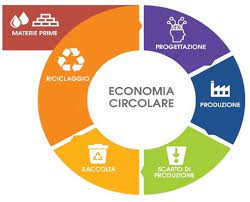 MATERIE PRIME
PROGETTAZIONE
RICICLAGGIO
ECONOMIA
CIRCOLARE
PRODUZIONE
RACCOLTA
SCARTO DI
PRODUZIONE